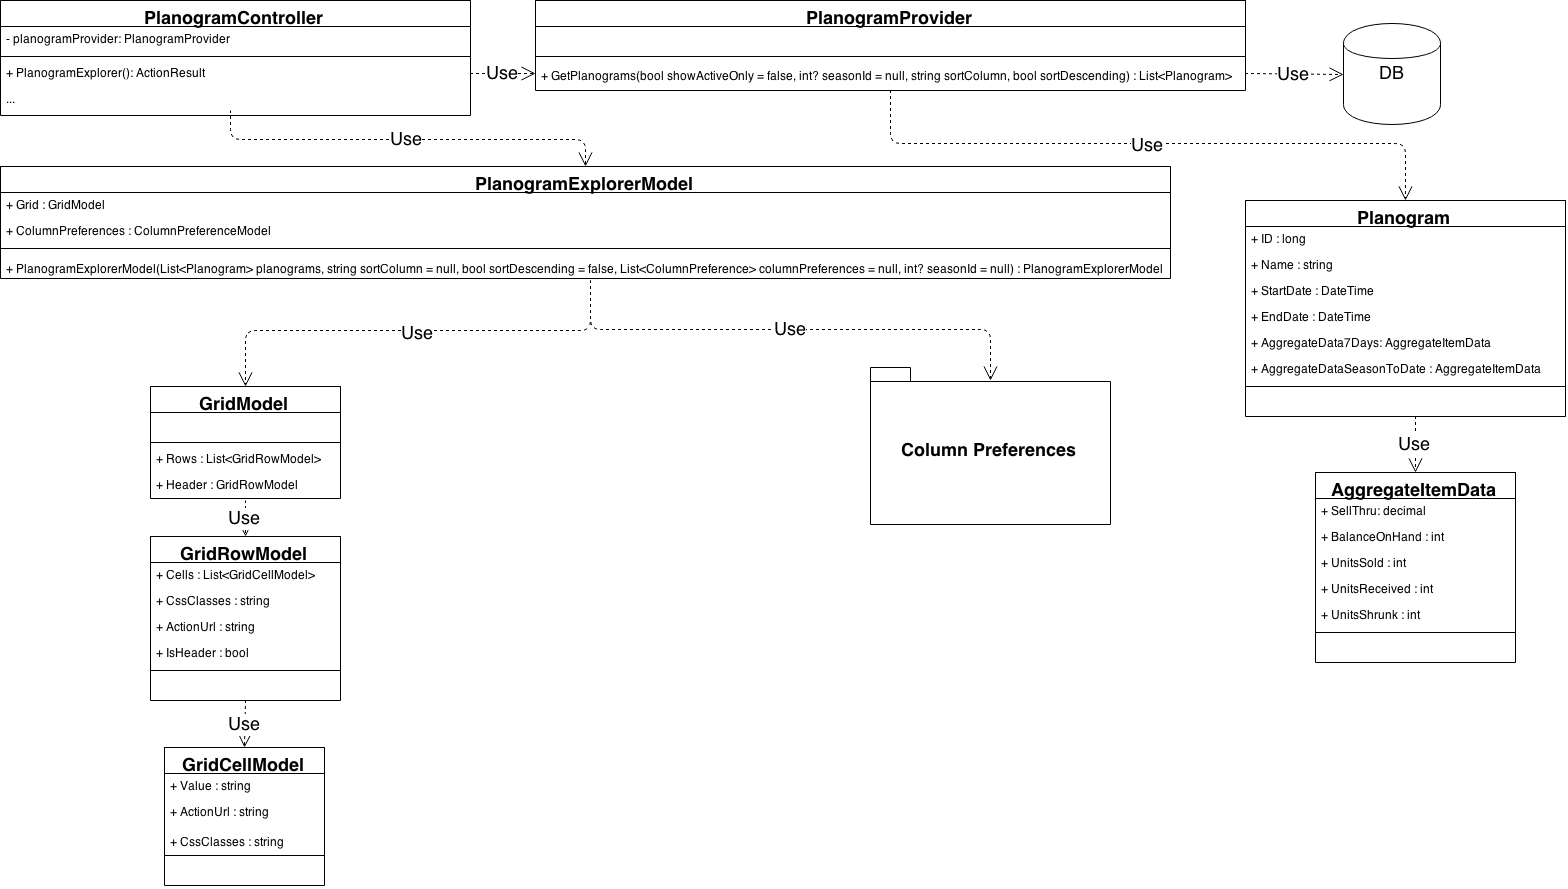 PlanogramController
- planogramProvider: PlanogramProvider
+ PlanogramExplorer(): ActionResult
...
Use
PlanogramProvider
+ GetPlanograms(bool showActiveOnly = false, int? seasonId = null, string sortColumn, bool sortDescending) : List<Planogram>
Use
DB
Use
Use
PlanogramExplorerModel
+ Grid : GridModel
+ ColumnPreferences : ColumnPreferenceModel
+ PlanogramExplorerModel(List<Planogram> planograms, string sortColumn = null, bool sortDescending = false, List<ColumnPreference> columnPreferences = null, int? seasonId = null) : PlanogramExplorerModel
Planogram
+ ID : long
+ Name : string
+ StartDate : DateTime
+ EndDate : DateTime
+ AggregateData7Days: AggregateItemData
+ AggregateDataSeasonToDate : AggregateItemData
Use
Use
GridModel
+ Rows : List<GridRowModel>
+ Header : GridRowModel
Column Preferences
Use
AggregateItemData
+ SellThru: decimal
+ BalanceOnHand : int
+ UnitsSold : int
+ UnitsReceived : int
+ UnitsShrunk : int
Use
GridRowModel
+ Cells : List<GridCellModel>
+ CssClasses : string
+ ActionUrl : string
+ IsHeader : bool
Use
GridCellModel
+ Value : string
+ ActionUrl : string
+ CssClasses : string